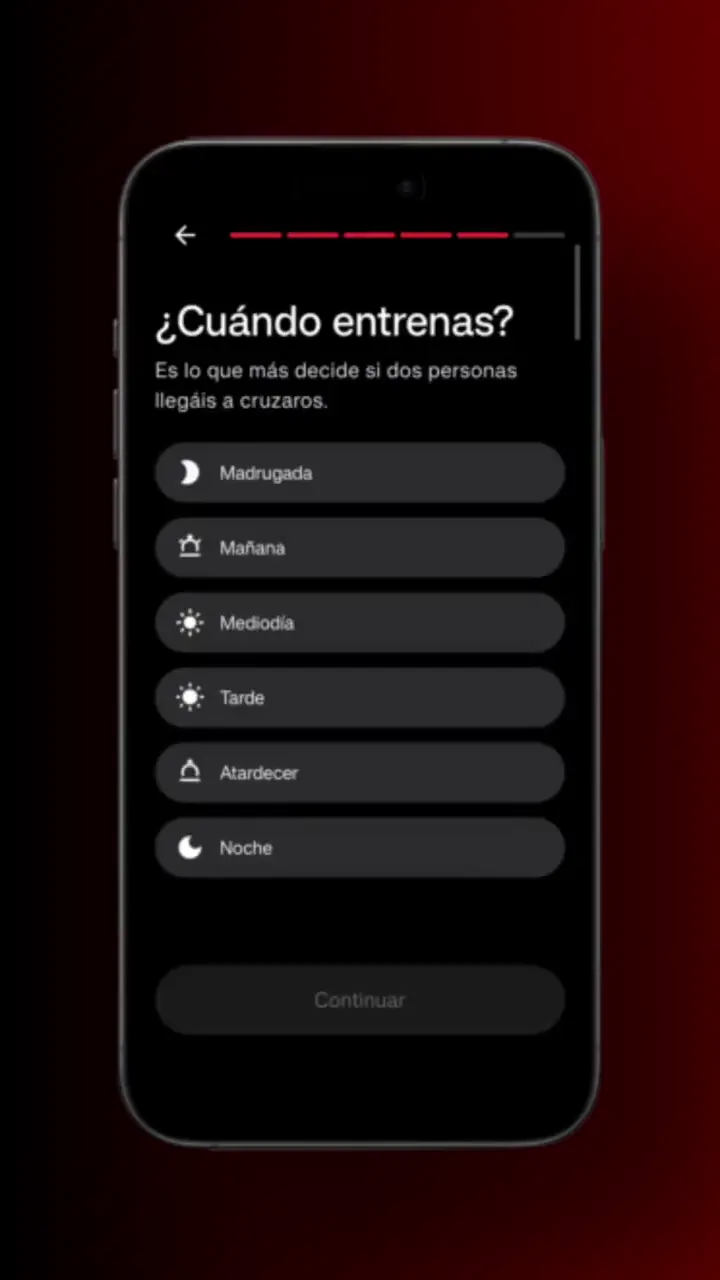 ¿Cuándo entrenas?
Es lo que más decide si dos personas
llegáis a cruzaros.
Madrugada
Mañana
Mediodía
Tarde
Atardecer
Noche
Continuar